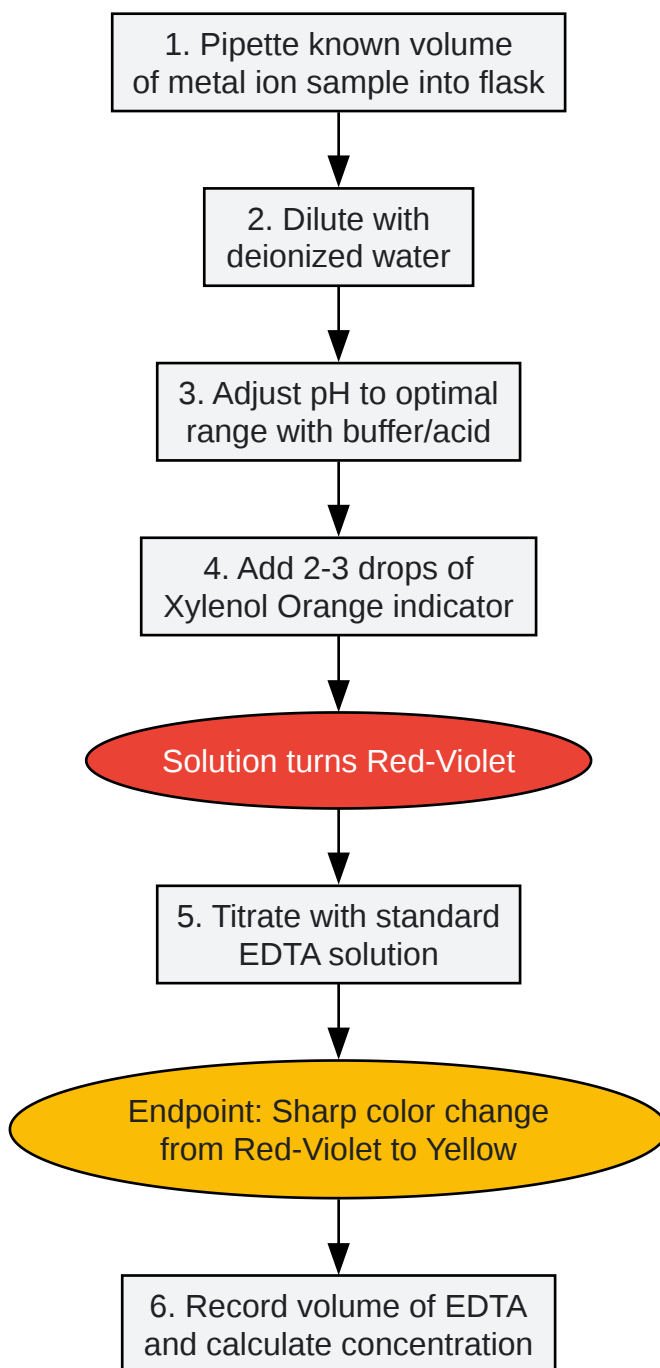 1. Pipette known volume
of metal ion sample into flask
2. Dilute with
deionized water
3. Adjust pH to optimal
range with buffer/acid
4. Add 2-3 drops of
Xylenol Orange indicator
Solution turns Red-Violet
5. Titrate with standard
EDTA solution
Endpoint: Sharp color change
from Red-Violet to Yellow
6. Record volume of EDTA
and calculate concentration